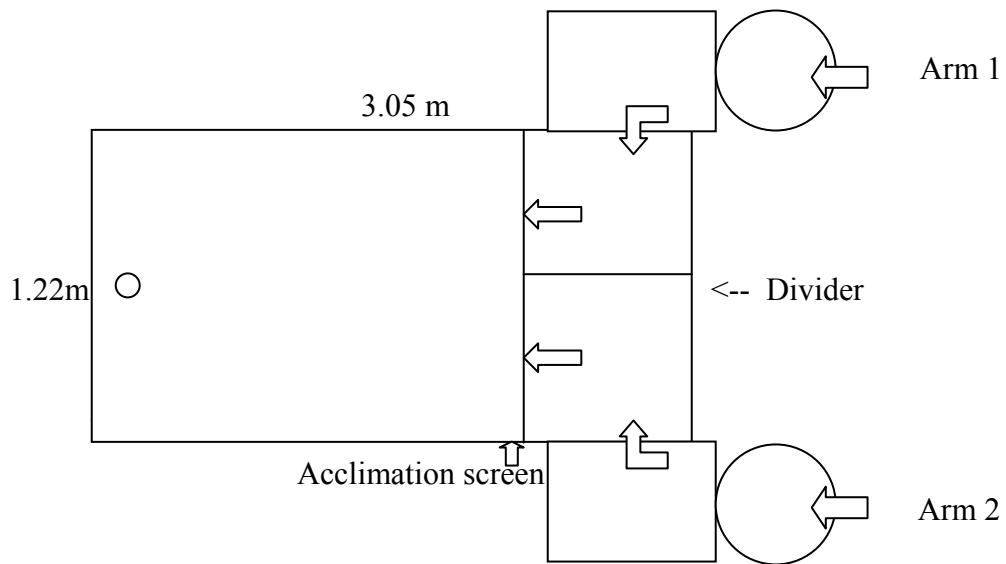 Arm 1
3.05 m
1.22m
<-- Divider
Acclimation screen
Arm 2